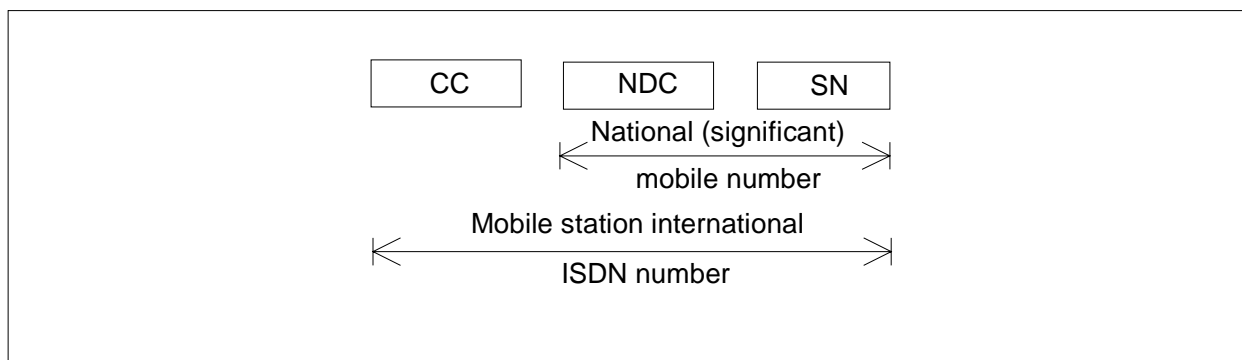 CC NDC SN
National (significant)
mobile number
Mobile station international
ISDN number